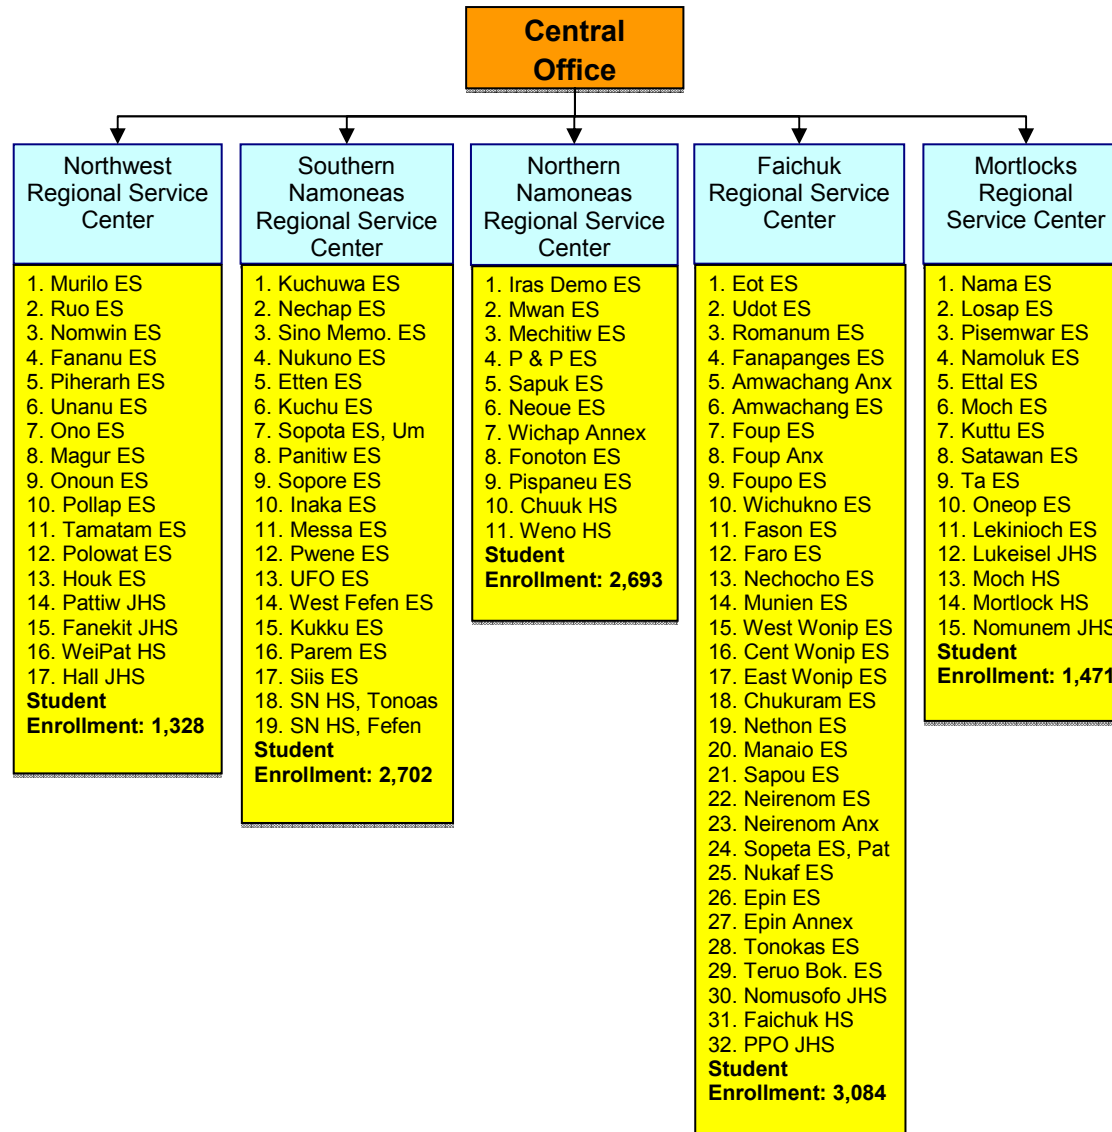 Central
Office
Northwest
Regional Service
Center
1. Murilo ES
2. Ruo ES
3. Nomwin ES
4. Fananu ES
5. Piherarh ES
6. Unanu ES
7. Ono ES
8. Magur ES
9. Onoun ES
10. Pollap ES
11. Tamatam ES
12. Polowat ES
13. Houk ES
14. Pattiw JHS
15. Fanekit JHS
16. WeiPat HS
17. Hall JHS
Student
Enrollment: 1,328
Southern
Namoneas
Regional Service
Center
1. Kuchuwa ES
2. Nechap ES
3. Sino Memo. ES
4. Nukuno ES
5. Etten ES
6. Kuchu ES
7. Sopota ES, Um
8. Panitiw ES
9. Sopore ES
10. Inaka ES
11. Messa ES
12. Pwene ES
13. UFO ES
14. West Fefen ES
15. Kukku ES
16. Parem ES
17. Siis ES
18. SN HS, Tonoas
19. SN HS, Fefen
Student
Enrollment: 2,702
Northern
Namoneas
Regional Service
Center
1. Iras Demo ES
2. Mwan ES
3. Mechitiw ES
4. P & P ES
5. Sapuk ES
6. Neoue ES
7. Wichap Annex
8. Fonoton ES
9. Pispaneu ES
10. Chuuk HS
11. Weno HS
Student
Enrollment: 2,693
Faichuk
Regional Service
Center
1. Eot ES
2. Udot ES
3. Romanum ES
4. Fanapanges ES
5. Amwachang Anx
6. Amwachang ES
7. Foup ES
8. Foup Anx
9. Foupo ES
10. Wichukno ES
11. Fason ES
12. Faro ES
13. Nechocho ES
14. Munien ES
15. West Wonip ES
16. Cent Wonip ES
17. East Wonip ES
18. Chukuram ES
19. Nethon ES
20. Manaio ES
21. Sapou ES
22. Neirenom ES
23. Neirenom Anx
24. Sopeta ES, Pat
25. Nukaf ES
26. Epin ES
27. Epin Annex
28. Tonokas ES
29. Teruo Bok. ES
30. Nomusofo JHS
31. Faichuk HS
32. PPO JHS
Student
Enrollment: 3,084
Mortlocks
Regional
Service Center
1. Nama ES
2. Losap ES
3. Pisemwar ES
4. Namoluk ES
5. Ettal ES
6. Moch ES
7. Kuttu ES
8. Satawan ES
9. Ta ES
10. Oneop ES
11. Lekinioch ES
12. Lukeisel JHS
13. Moch HS
14. Mortlock HS
15. Nomunem JHS
Student
Enrollment: 1,471